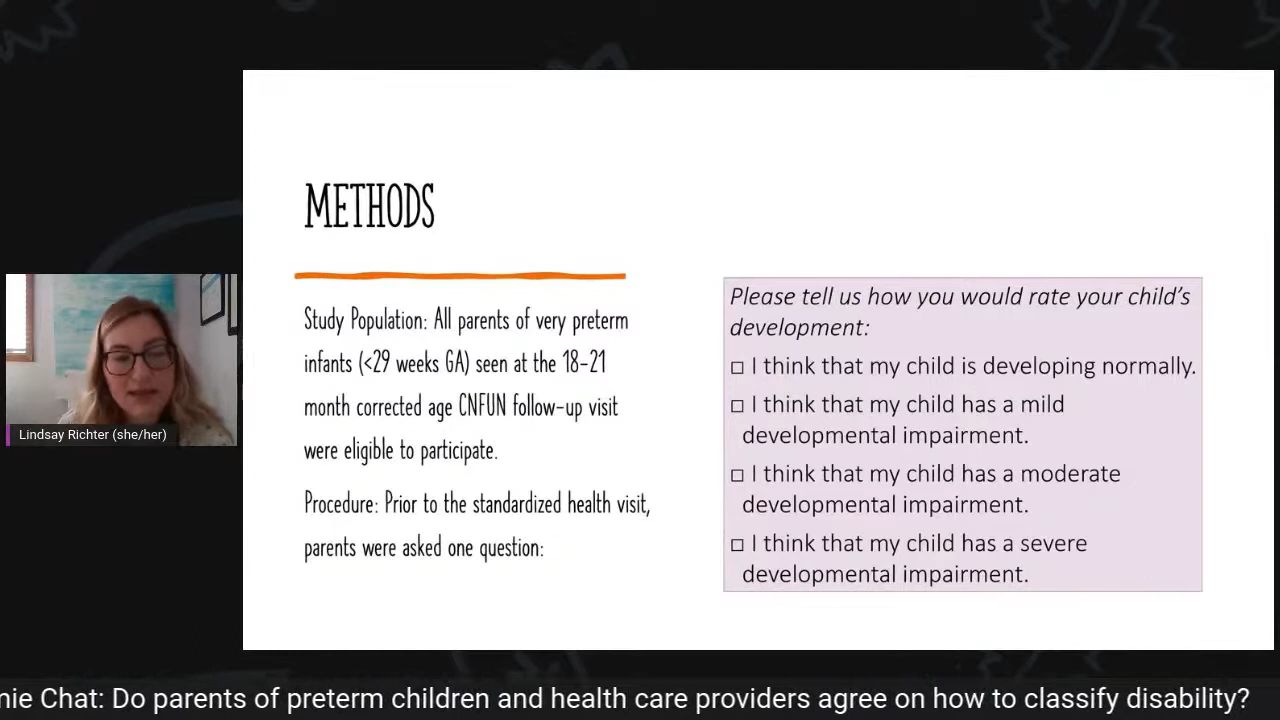 METHODS
Study Population: All parents of very preterm
infants (<29 weeks GA) seen at the 18-21
month corrected age CNFUN follow-up visit
were eligible to participate.
Procedure: Prior to the standardized health visit,
parents were asked one question:
Please tell us how you would rate your child’s
development:
□ I think that my child is developing normally.
□ I think that my child has a mild
developmental impairment.
□ I think that my child has a moderate
developmental impairment.
□ I think that my child has a severe
developmental impairment.
Lindsay Richter (she/her)
Chat: Do parents of preterm children and health care providers agree on how to classify disability?